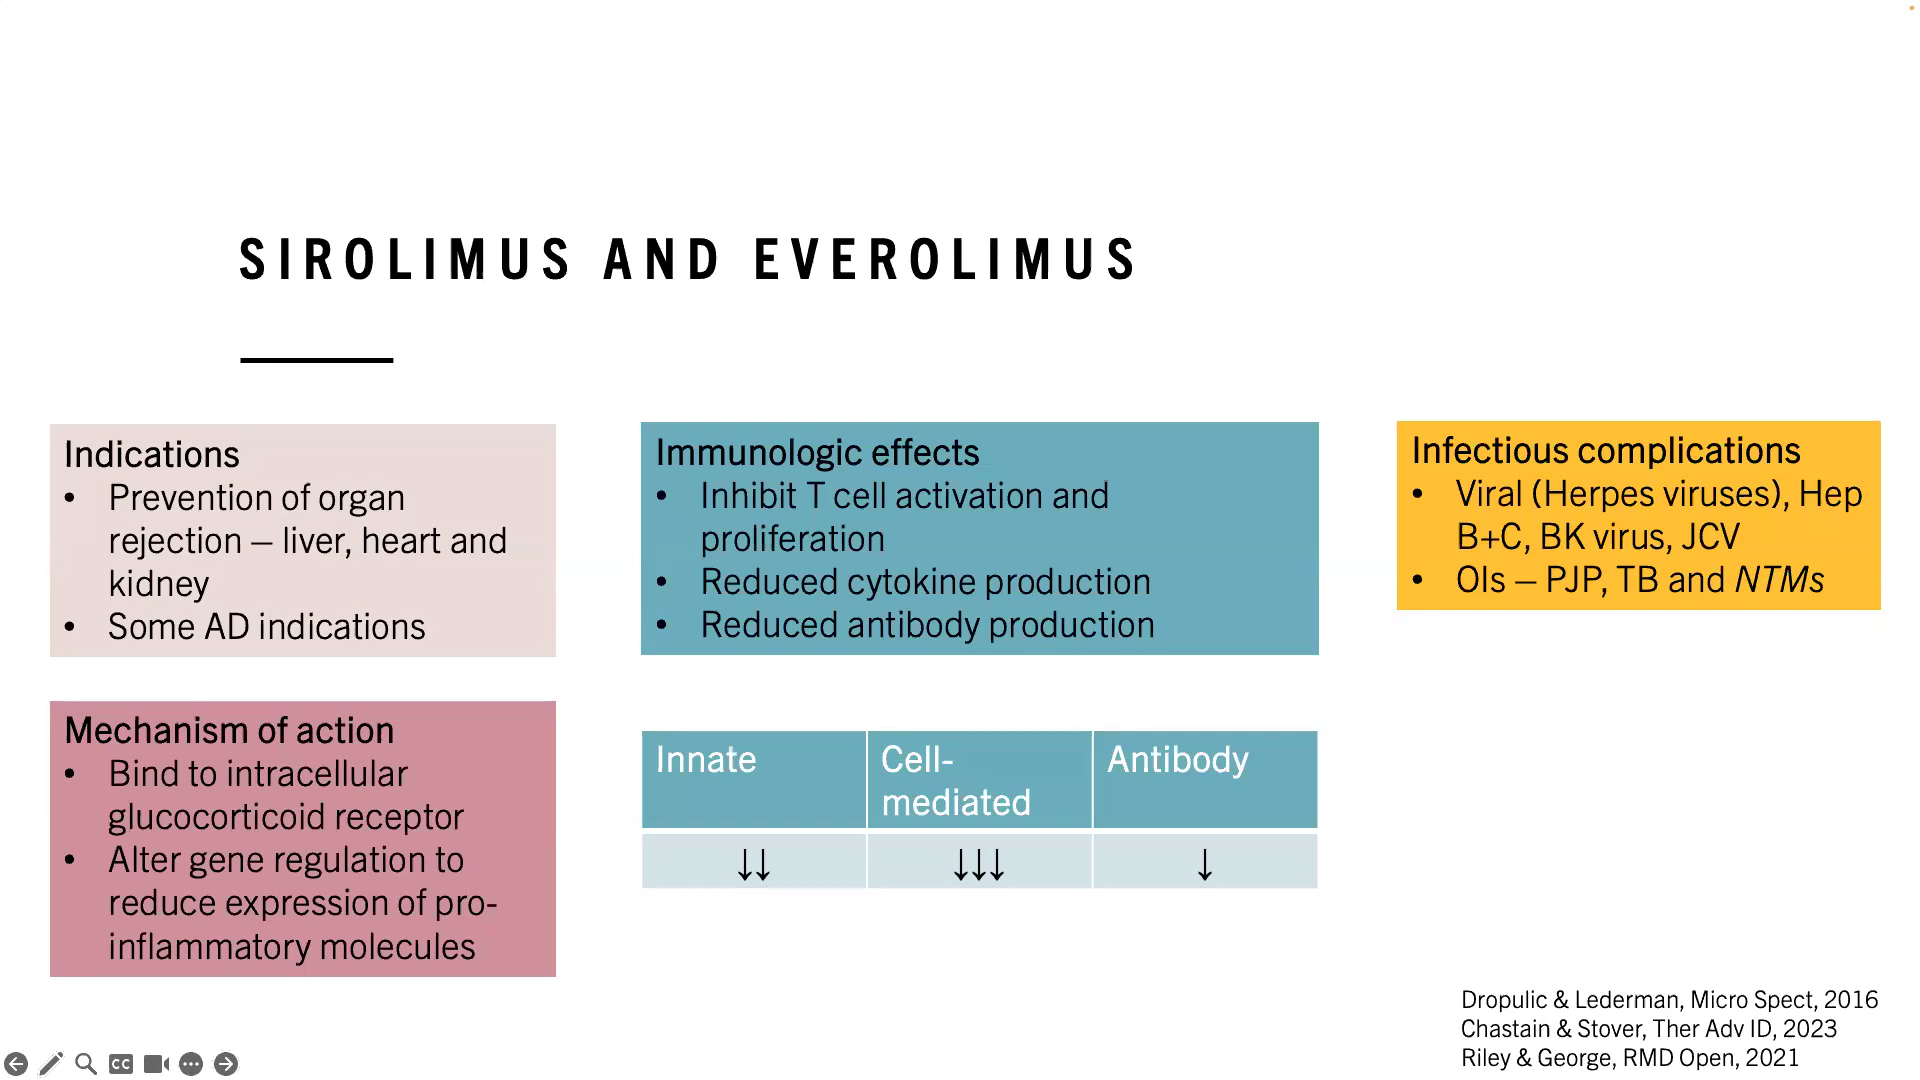 SIROLIMUS AND EVEROLIMUS
Indications
• Prevention of organ
rejection – liver, heart and
kidney
• Some AD indications
Mechanism of action
• Bind to intracellular
glucocorticoid receptor
• Alter gene regulation to
reduce expression of pro-
inflammatory molecules
Immunologic effects
• Inhibit T cell activation and
proliferation
• Reduced cytokine production
• Reduced antibody production
Innate
Cell-
mediated
Antibody
↓↓
↓↓↓
↓
Infectious complications
• Viral (Herpes viruses), Hep
B+C, BK virus, JCV
• OIs – PJP, TB and NTMs
Dropulic & Lederman, Micro Spect, 2016
Chastain & Stover, Ther Adv ID, 2023
Riley & George, RMD Open, 2021
CC